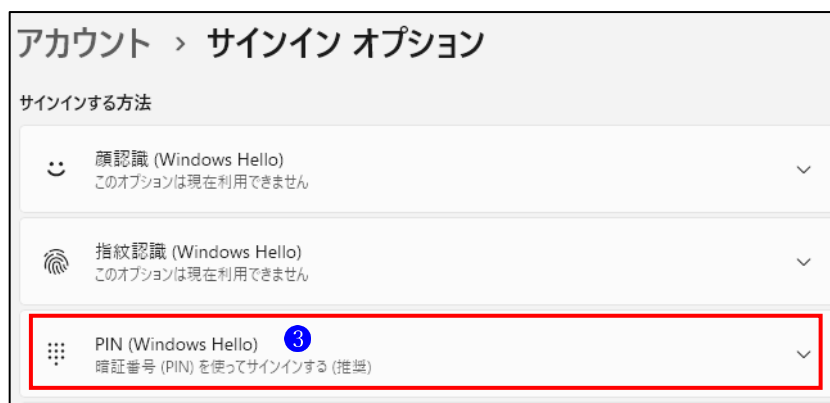 アカウント › サインイン オプション
サインインする方法
顔認識 (Windows Hello)
このオプションは現在利用できません
指紋認識 (Windows Hello)
このオプションは現在利用できません
PIN (Windows Hello) 3
暗証番号 (PIN) を使ってサインインする (推奨)